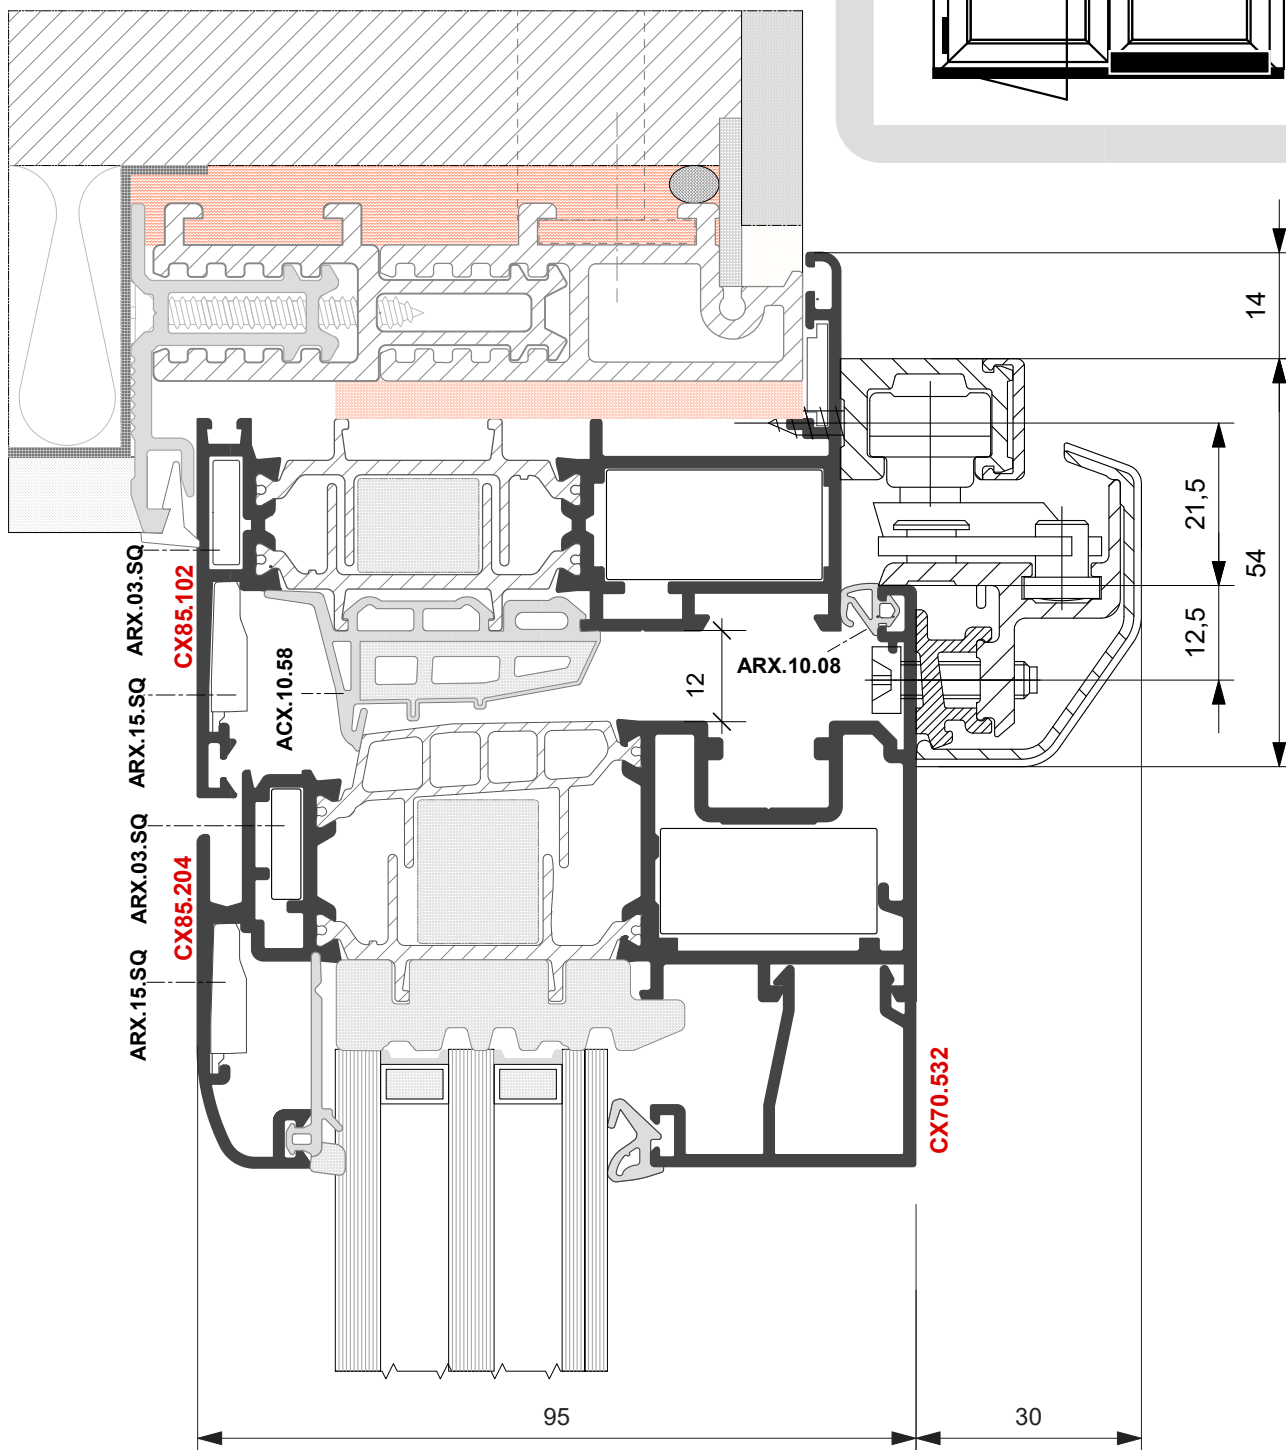 14
21,5
54
12,5
ARX.03.SQ
CX85.102
ARX.15.SQ
ACX.10.58
12
ARX.10.08
ARX.03.SQ
CX85.204
ARX.15.SQ
CX70.532
95
30